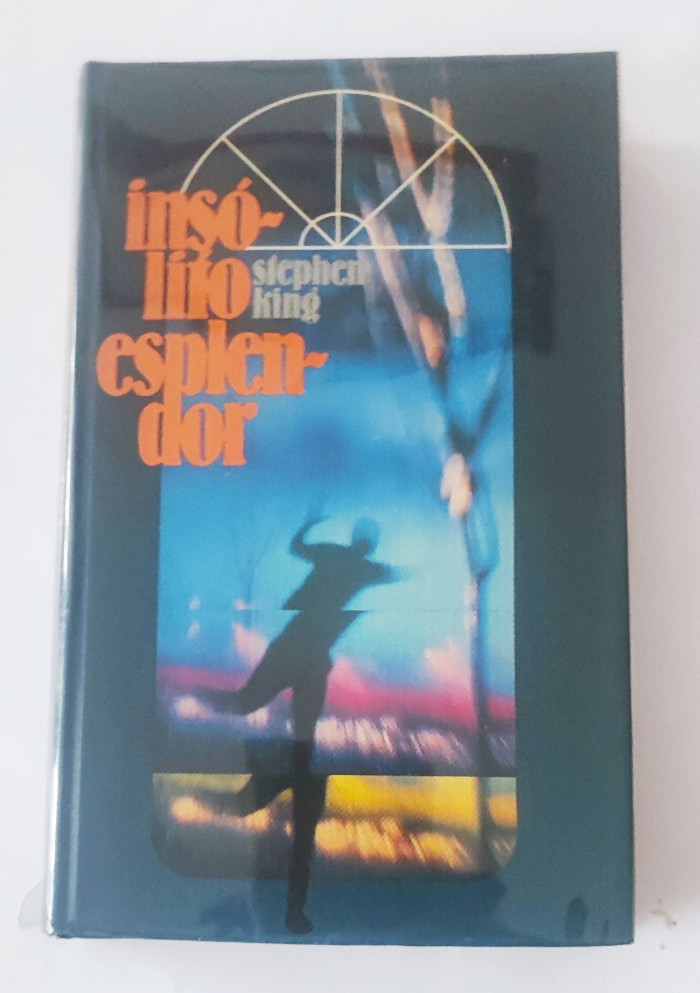 insó-
lito
esplen-
dor
stephen
king